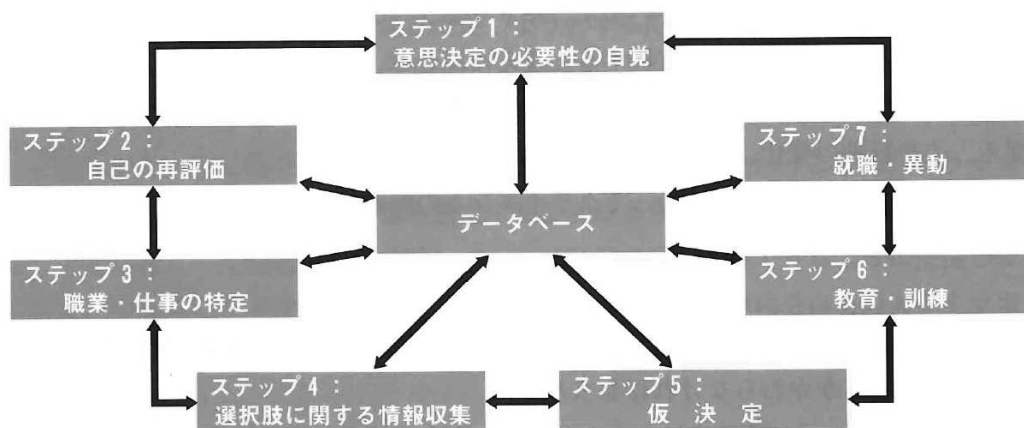 ステップ1：
意思決定の必要性の自覚
ステップ2：
自己の再評価
ステップ7：
就職・異動
データベース
ステップ3：
職業・仕事の特定
ステップ6：
教育・訓練
ステップ4：
選択肢に関する情報収集
ステップ5：
仮 決 定